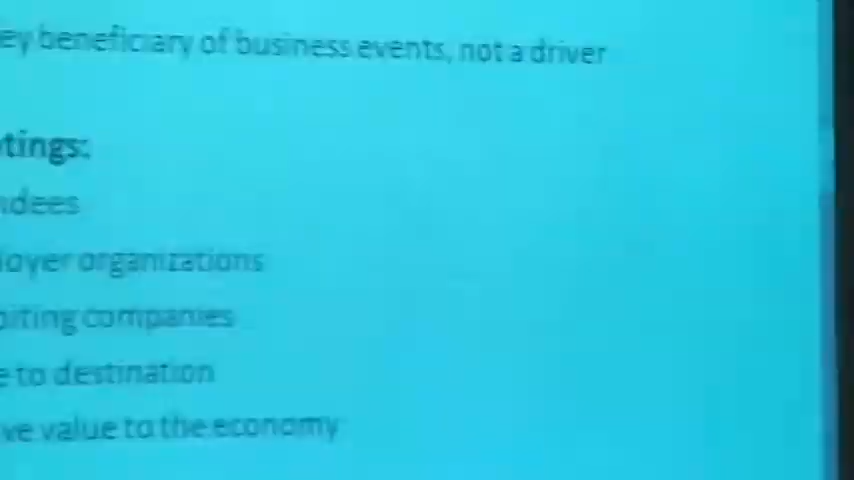 ey beneficiary of business events, not a driver
tings:
ndees
loyer organizations
biting companies
e to destination
ve value to the economy